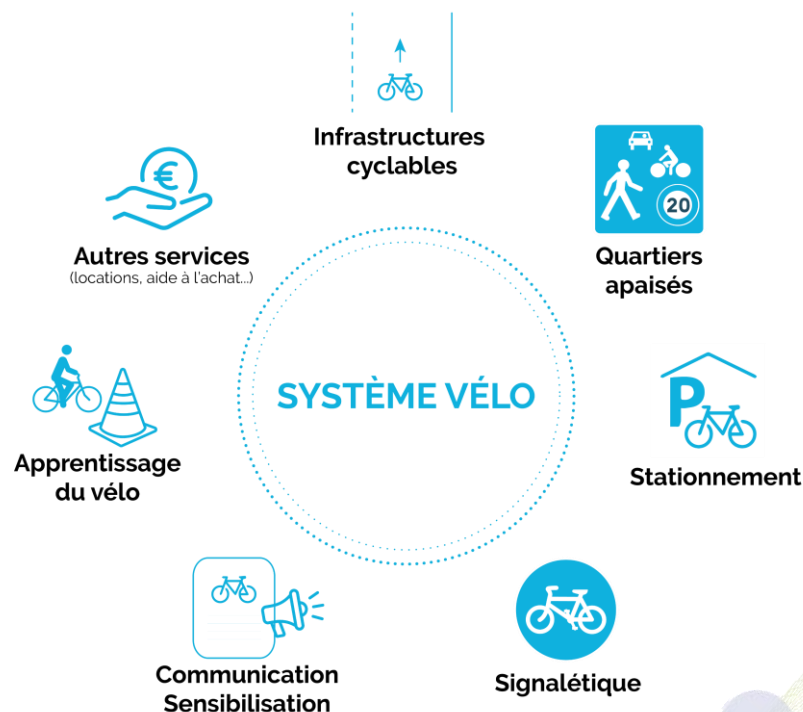 Infrastructures
cyclables
20
Quartiers
apaisés
P
Stationnement
Signalétique
Communication
Sensibilisation
Apprentissage
du vélo
€
Autres services
(locations, aide à l'achat...)
SYSTÈME VÉLO